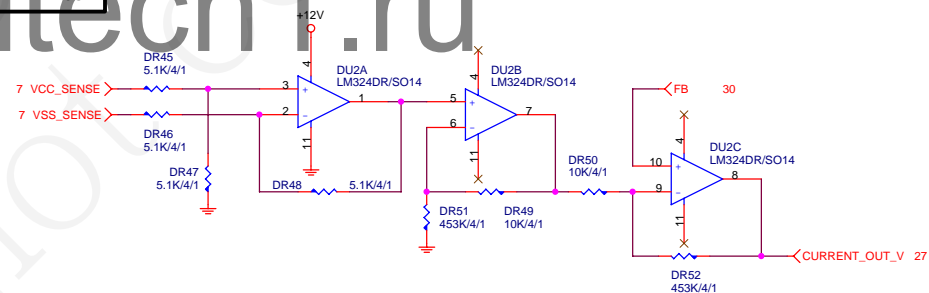 itech1.ru
+12V
DR45
5.1K/4/1
DU2A
LM324DR/SO14
DU2B
LM324DR/SO14
7 VCC_SENSE
7 VSS_SENSE
4
3
2
1
11
+
-
DR46
5.1K/4/1
DR47
5.1K/4/1
DR48
5.1K/4/1
4
5
6
7
11
+
-
DR51
453K/4/1
DR49
10K/4/1
DR50
10K/4/1
FB 30
DU2C
LM324DR/SO14
4
10
9
8
11
+
-
CURRENT_OUT_V 27
DR52
453K/4/1